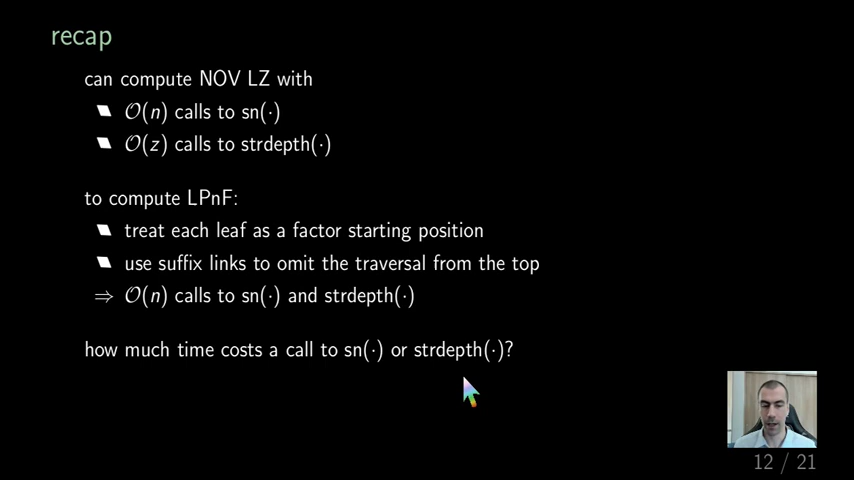 recap
can compute NOV LZ with
𝒪(n) calls to sn(·)
𝒪(z) calls to strdepth(·)
to compute LPnF:
treat each leaf as a factor starting position
use suffix links to omit the traversal from the top
⇒ 𝒪(n) calls to sn(·) and strdepth(·)
how much time costs a call to sn(·) or strdepth(·)?
12 / 21